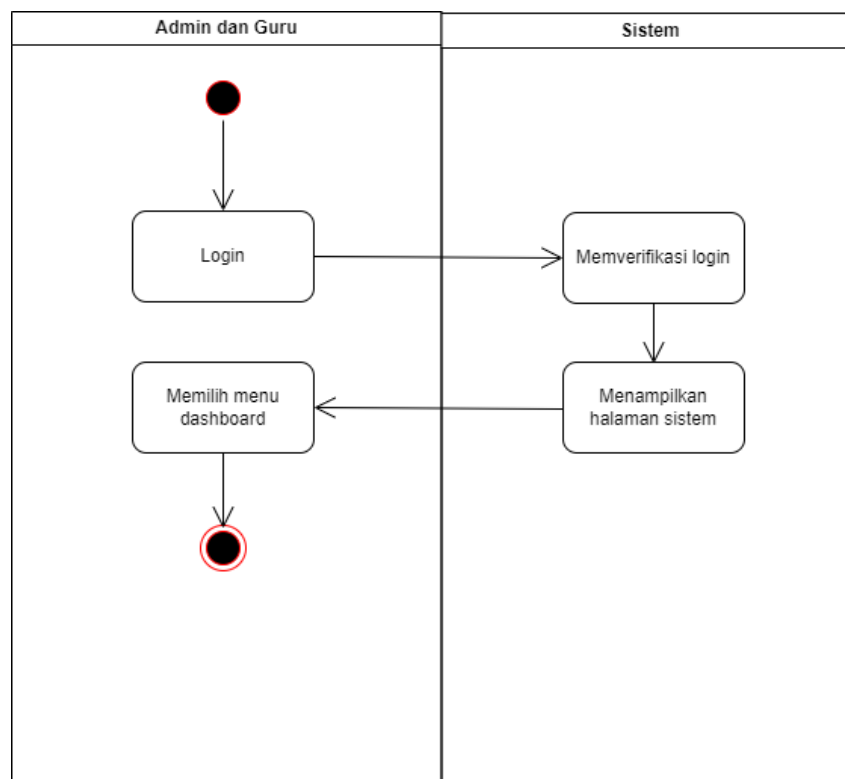 Admin dan Guru
Sistem
Login
Memverifikasi login
Memilih menu
dashboard
Menampilkan
halaman sistem